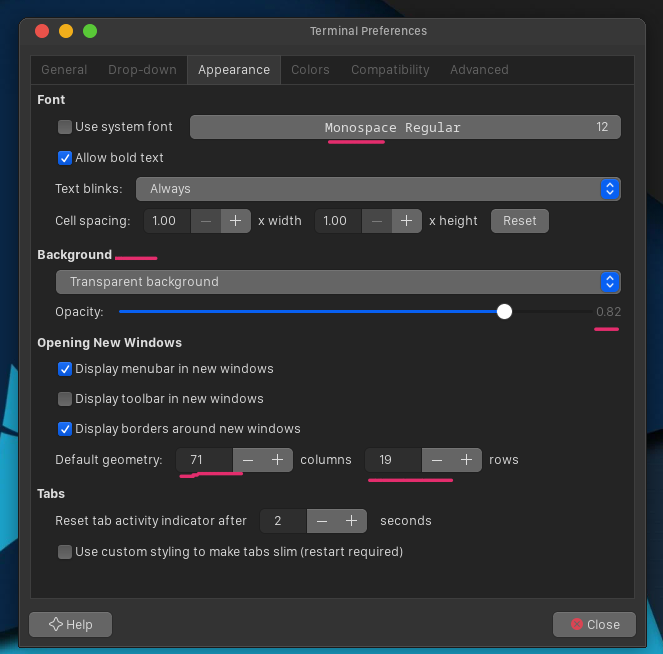 Terminal Preferences
General Drop-down Appearance Colors Compatibility Advanced
Font
Use system font Monospace Regular 12
Allow bold text
Text blinks: Always
Cell spacing: 1.00 − + x width 1.00 − + x height Reset
Background
Transparent background
Opacity: 0.82
Opening New Windows
Display menubar in new windows
Display toolbar in new windows
Display borders around new windows
Default geometry: 71 − + columns 19 − + rows
Tabs
Reset tab activity indicator after 2 − + seconds
Use custom styling to make tabs slim (restart required)
Help Close